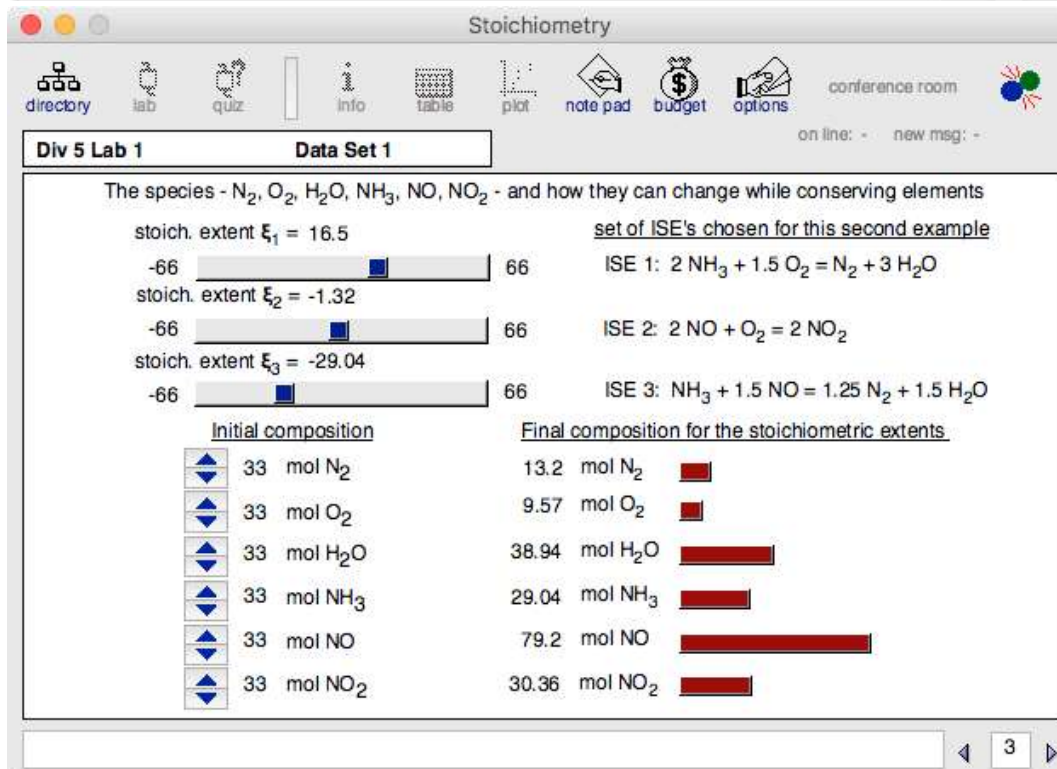 Stoichiometry
directory lab quiz info table plot note pad budget options conference room
on line: - new msg: -
Div 5 Lab 1 Data Set 1
The species - N₂, O₂, H₂O, NH₃, NO, NO₂ - and how they can change while conserving elements
stoich. extent ξ₁ = 16.5 set of ISE's chosen for this second example
-66 66 ISE 1: 2 NH₃ + 1.5 O₂ = N₂ + 3 H₂O
stoich. extent ξ₂ = -1.32
-66 66 ISE 2: 2 NO + O₂ = 2 NO₂
stoich. extent ξ₃ = -29.04
-66 66 ISE 3: NH₃ + 1.5 NO = 1.25 N₂ + 1.5 H₂O
Initial composition Final composition for the stoichiometric extents
33 mol N₂ 13.2 mol N₂
33 mol O₂ 9.57 mol O₂
33 mol H₂O 38.94 mol H₂O
33 mol NH₃ 29.04 mol NH₃
33 mol NO 79.2 mol NO
33 mol NO₂ 30.36 mol NO₂
3